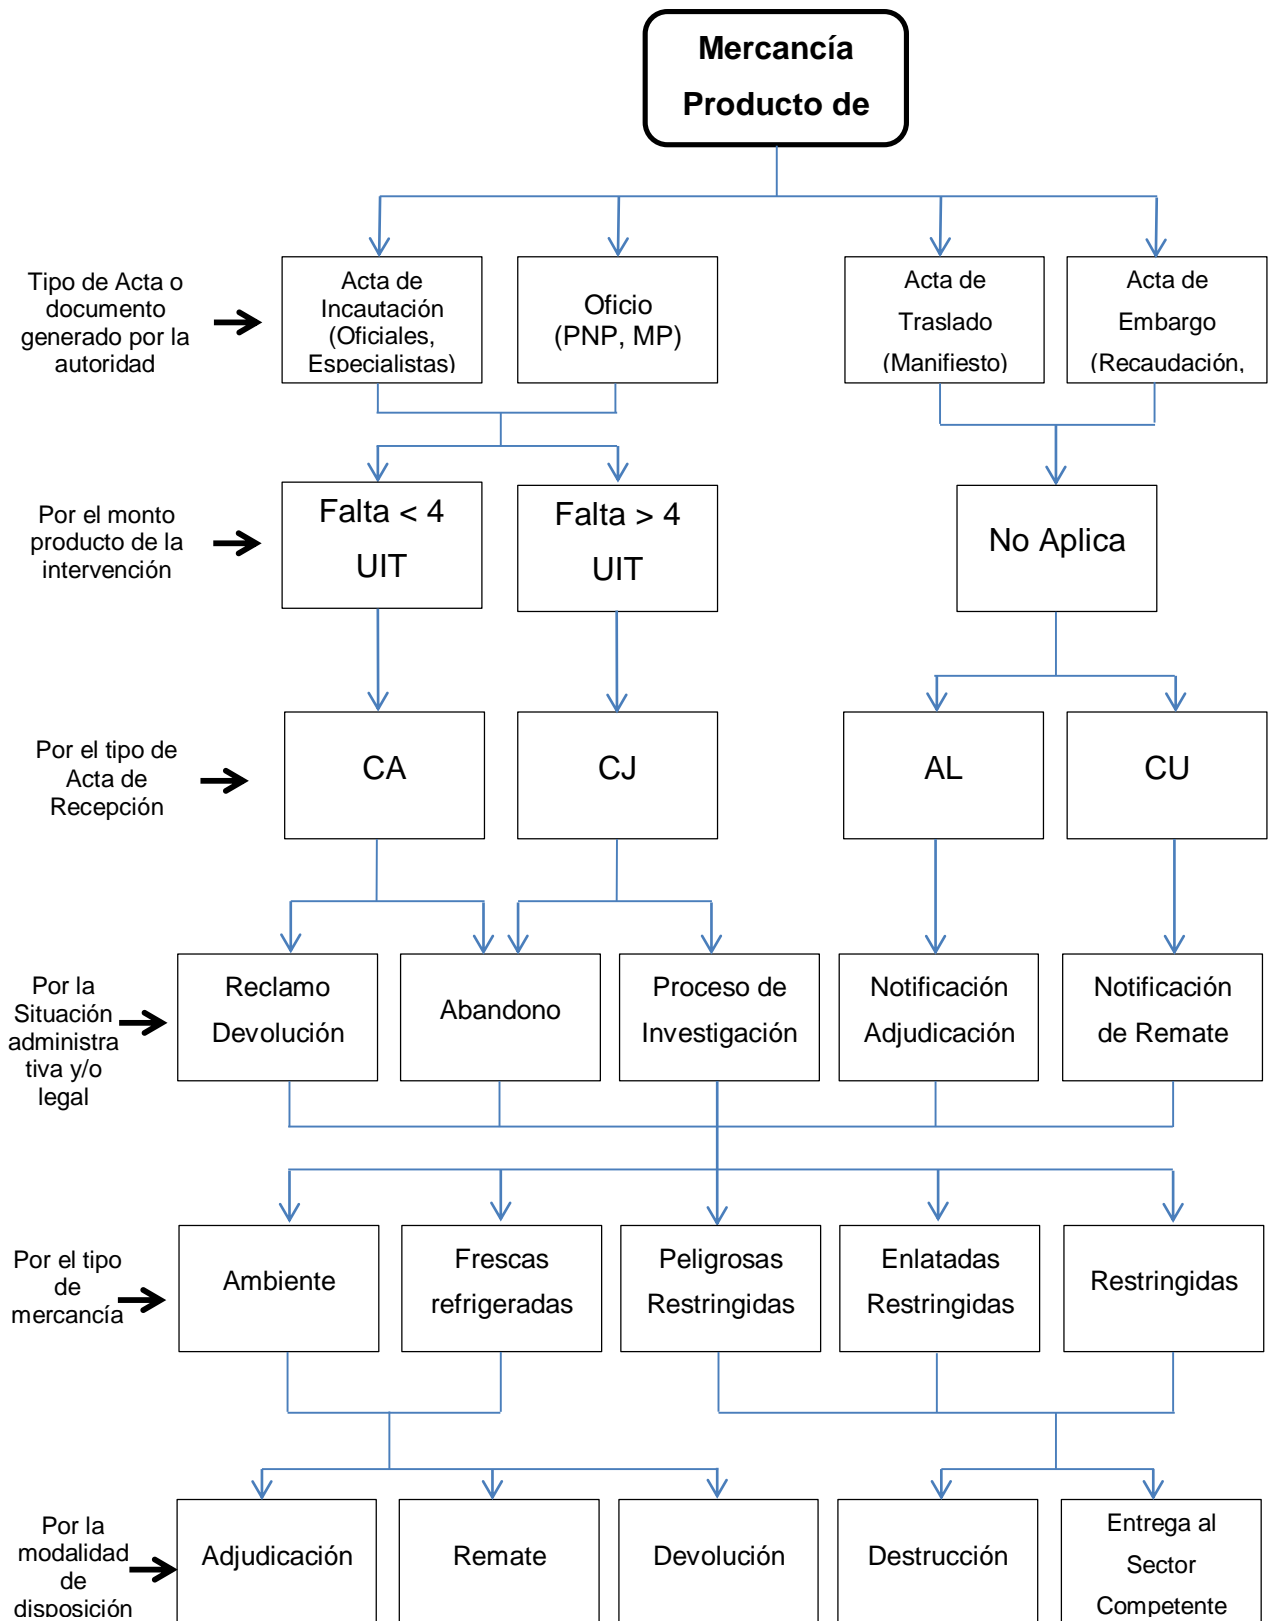 Mercancía
Producto de
Tipo de Acta o
documento
generado por la
autoridad
Acta de
Incautación
(Oficiales,
Especialistas)
Oficio
(PNP, MP)
Acta de
Traslado
(Manifiesto)
Acta de
Embargo
(Recaudación,
Por el monto
producto de la
intervención
Falta < 4
UIT
Falta > 4
UIT
No Aplica
Por el tipo de
Acta de
Recepción
CA
CJ
AL
CU
Por la
Situación
administra
tiva y/o
legal
Reclamo
Devolución
Abandono
Proceso de
Investigación
Notificación
Adjudicación
Notificación
de Remate
Por el tipo
de
mercancía
Ambiente
Frescas
refrigeradas
Peligrosas
Restringidas
Enlatadas
Restringidas
Restringidas
Por la
modalidad
de
disposición
Adjudicación
Remate
Devolución
Destrucción
Entrega al
Sector
Competente